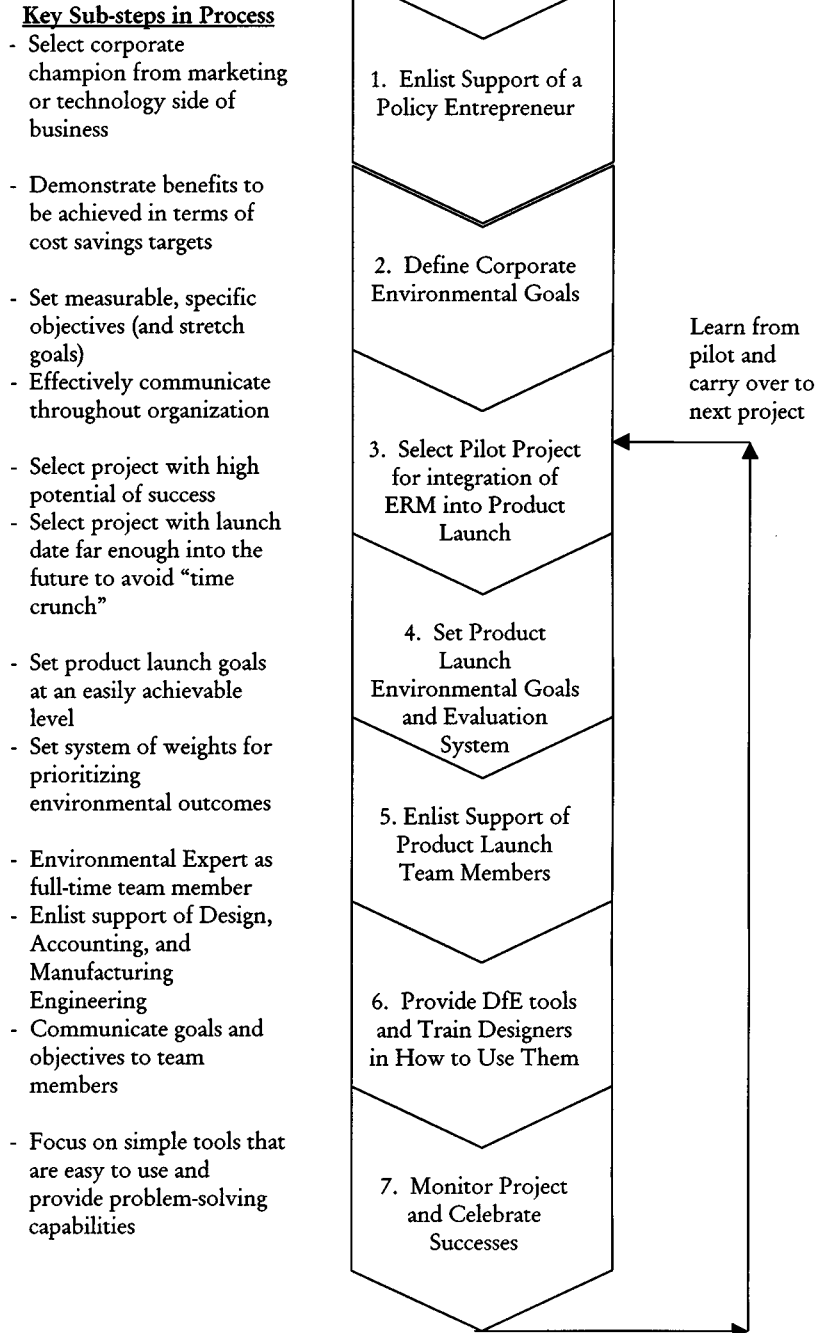 Key Sub-steps in Process
- Select corporate
champion from marketing
or technology side of
business
- Demonstrate benefits to
be achieved in terms of
cost savings targets
- Set measurable, specific
objectives (and stretch
goals)
- Effectively communicate
throughout organization
- Select project with high
potential of success
- Select project with launch
date far enough into the
future to avoid “time
crunch”
- Set product launch goals
at an easily achievable
level
- Set system of weights for
prioritizing
environmental outcomes
- Environmental Expert as
full-time team member
- Enlist support of Design,
Accounting, and
Manufacturing
Engineering
- Communicate goals and
objectives to team
members
- Focus on simple tools that
are easy to use and
provide problem-solving
capabilities
1. Enlist Support of a
Policy Entrepreneur
2. Define Corporate
Environmental Goals
3. Select Pilot Project
for integration of
ERM into Product
Launch
4. Set Product
Launch
Environmental Goals
and Evaluation
System
5. Enlist Support of
Product Launch
Team Members
6. Provide DfE tools
and Train Designers
in How to Use Them
7. Monitor Project
and Celebrate
Successes
Learn from
pilot and
carry over to
next project